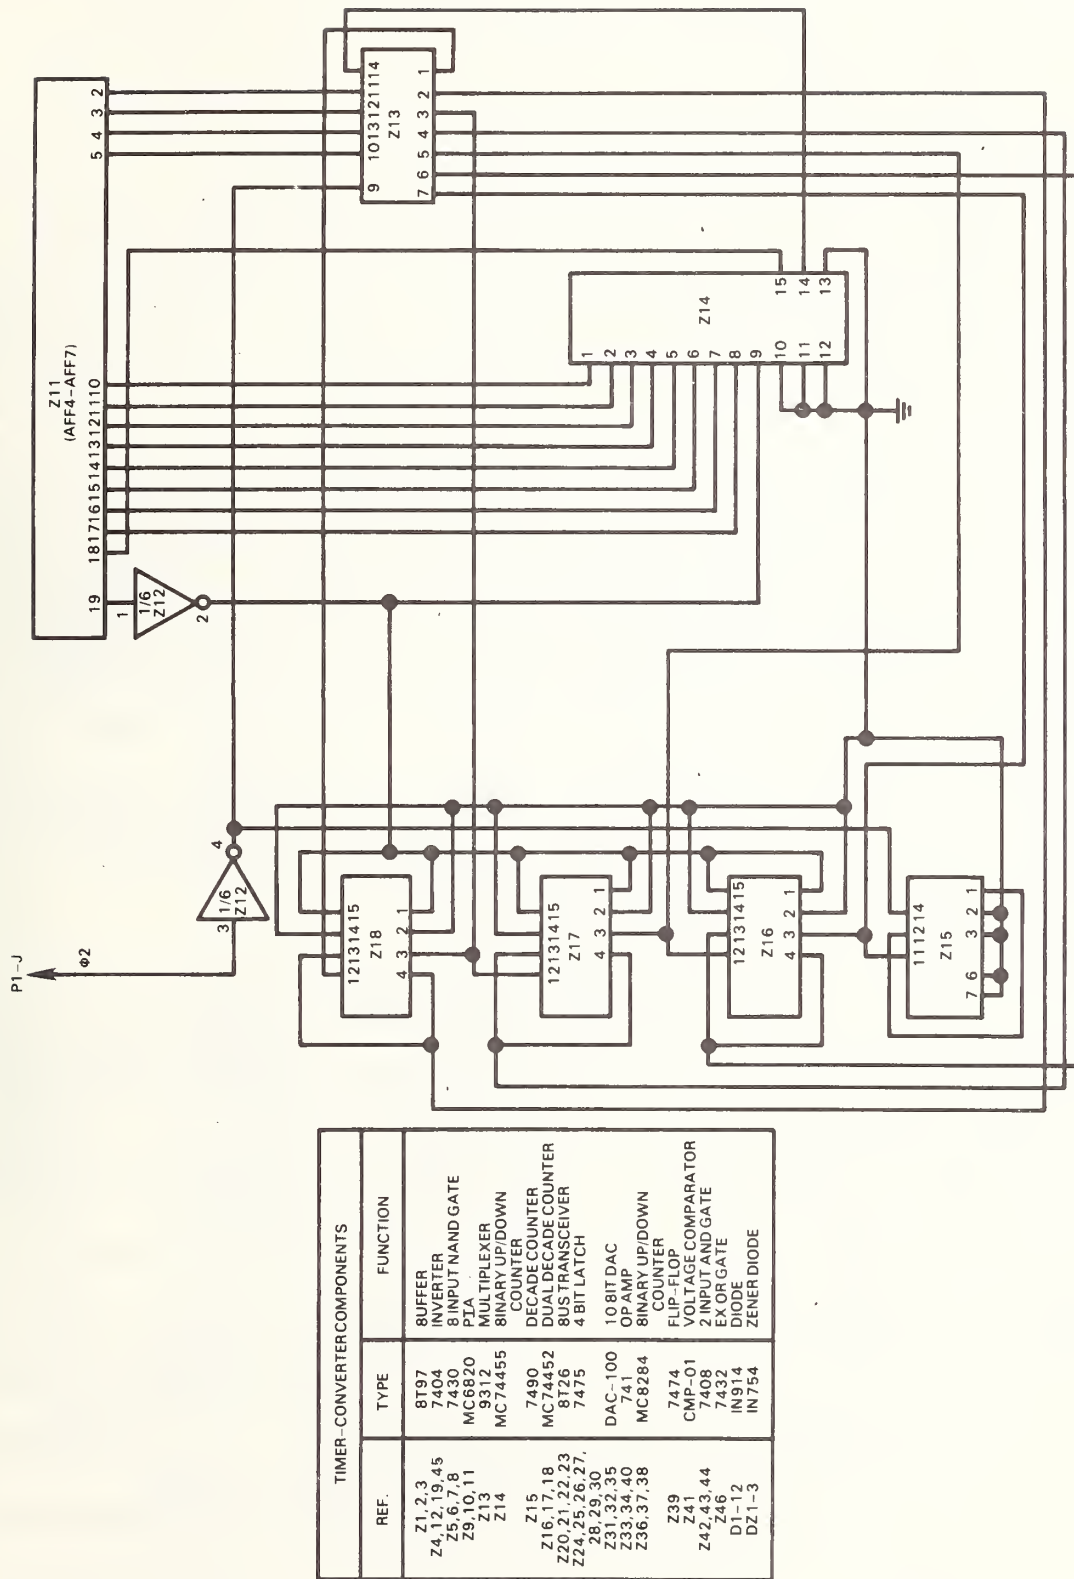 P1-J
Φ2
3
1/6
Z12
4
19
18 17 16 15 14 13 12 11 10
Z11
(AFF4-AFF7)
5 4 3 2
1
1/6
Z12
2
9 10 13 12 11 14
Z13
7 6 5 4 3 2 1
1
2
3
4
5
6
7
8
9
10
11
12
Z14
15
14
13
12 13 14 15
Z18
4 3 2 1
12 13 14 15
Z17
4 3 2 1
12 13 14 15
Z16
4 3 2 1
11 12 14
Z15
7 6 3 2 1
TIMER-CONVERTER COMPONENTS
REF. TYPE FUNCTION
Z1,2,3 8T97 8UFFER
Z4,12,19,45 7404 INVERTER
Z5,6,7,8 7430 8 INPUT NAND GATE
Z9,10,11 MC6820 PIA
Z13 9312 MULTIPLEXER
Z14 MC74455 8INARY UP/DOWN
COUNTER
Z15 7490 DECADE COUNTER
Z16,17,18 MC74452 DUAL DECADE COUNTER
Z20,21,22,23 8T26 8US TRANSCEIVER
Z24,25,26,27, 7475 4 BIT LATCH
28,29,30
Z31,32,35 DAC-100 10 BIT DAC
Z33,34,40 741 OP AMP
Z36,37,38 MC8284 8INARY UP/DOWN
COUNTER
Z39 7474 FLIP-FLOP
Z41 CMP-01 VOLTAGE COMPARATOR
Z42,43,44 7408 2 INPUT AND GATE
Z46 7432 EX OR GATE
D1-12 IN914 DIODE
DZ1-3 IN754 ZENER DIODE